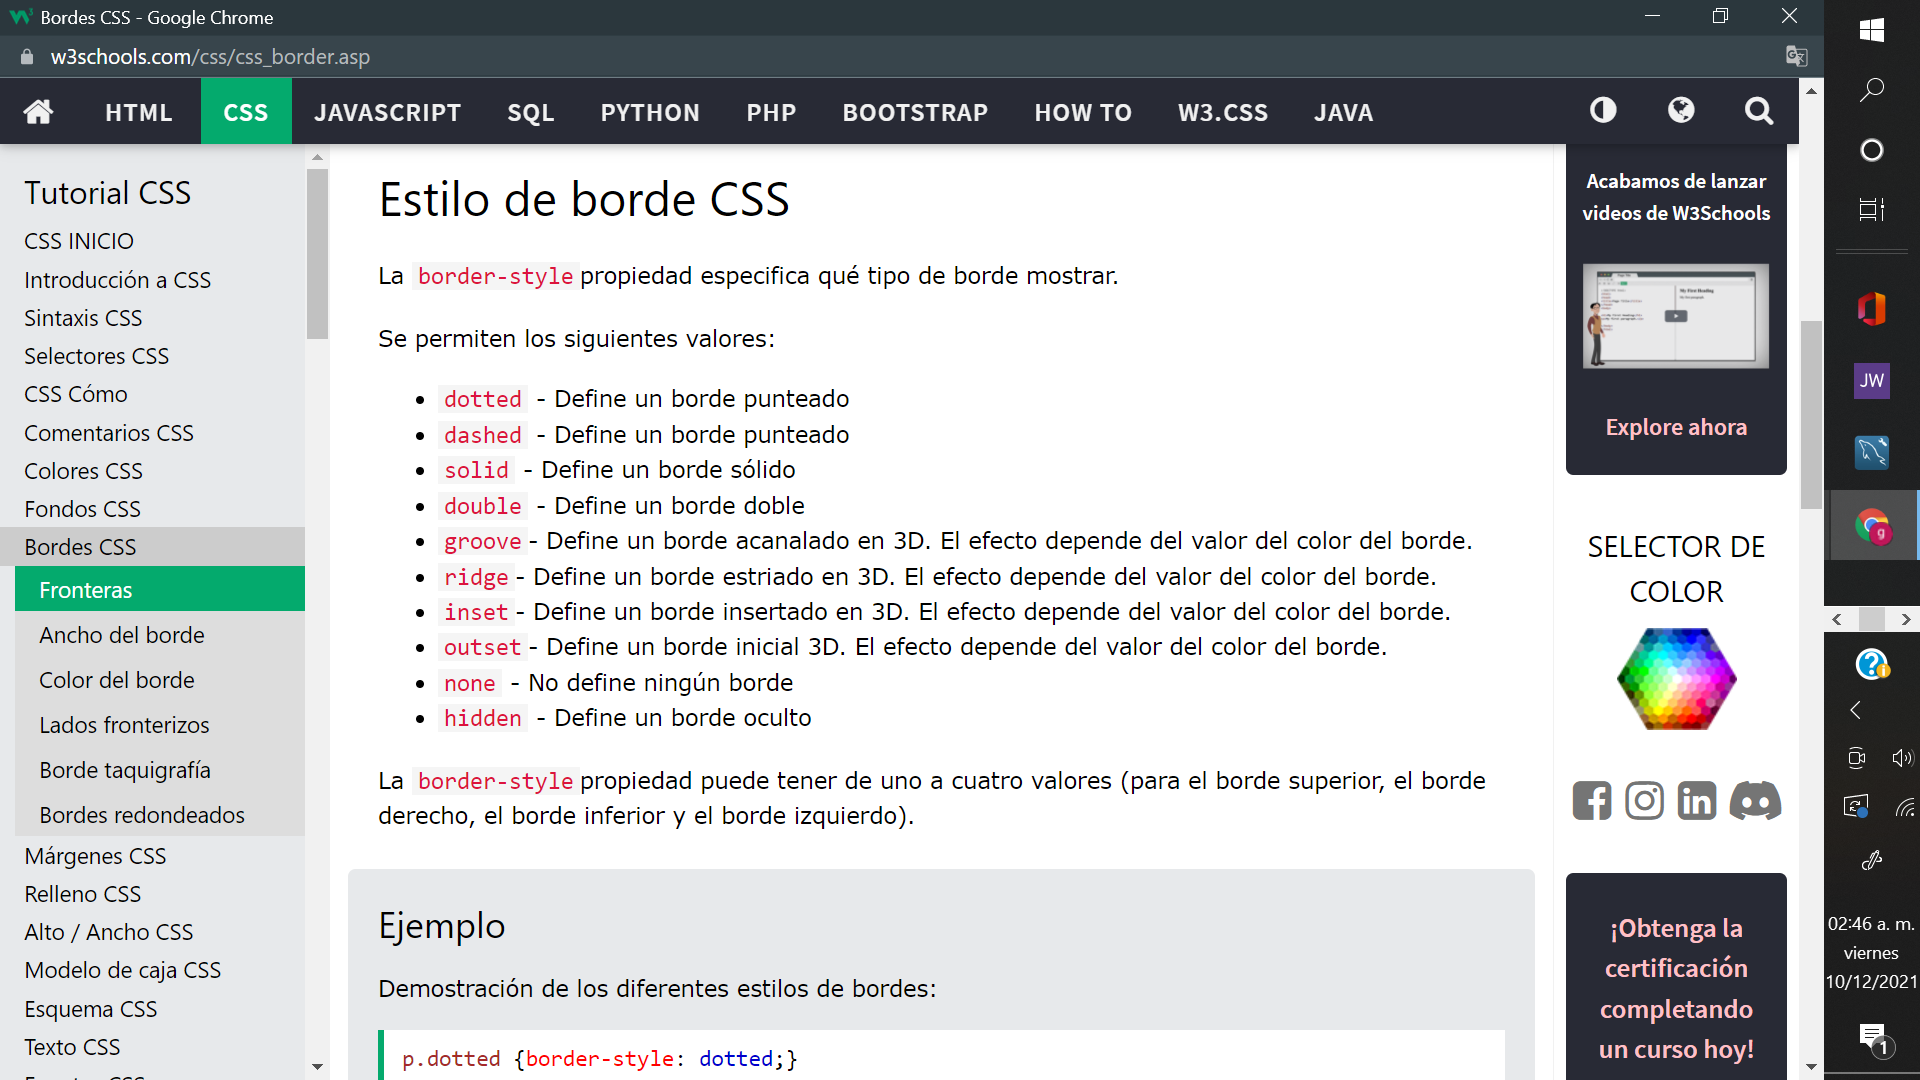 Bordes CSS - Google Chrome
w3schools.com/css/css_border.asp
HTML CSS JAVASCRIPT SQL PYTHON PHP BOOTSTRAP HOW TO W3.CSS JAVA
Tutorial CSS
CSS INICIO
Introducción a CSS
Sintaxis CSS
Selectores CSS
CSS Cómo
Comentarios CSS
Colores CSS
Fondos CSS
Bordes CSS
Fronteras
Ancho del borde
Color del borde
Lados fronterizos
Borde taquigrafía
Bordes redondeados
Márgenes CSS
Relleno CSS
Alto / Ancho CSS
Modelo de caja CSS
Esquema CSS
Texto CSS
Estilo de borde CSS
La border-style propiedad especifica qué tipo de borde mostrar.
Se permiten los siguientes valores:
• dotted - Define un borde punteado
• dashed - Define un borde punteado
• solid - Define un borde sólido
• double - Define un borde doble
• groove - Define un borde acanalado en 3D. El efecto depende del valor del color del borde.
• ridge - Define un borde estriado en 3D. El efecto depende del valor del color del borde.
• inset - Define un borde insertado en 3D. El efecto depende del valor del color del borde.
• outset - Define un borde inicial 3D. El efecto depende del valor del color del borde.
• none - No define ningún borde
• hidden - Define un borde oculto
La border-style propiedad puede tener de uno a cuatro valores (para el borde superior, el borde
derecho, el borde inferior y el borde izquierdo).
Ejemplo
Demostración de los diferentes estilos de bordes:
p.dotted {border-style: dotted;}
Acabamos de lanzar
videos de W3Schools
My First Heading
Explore ahora
SELECTOR DE
COLOR
¡Obtenga la
certificación
completando
un curso hoy!
JW
g
02:46 a. m.
viernes
10/12/2021
1